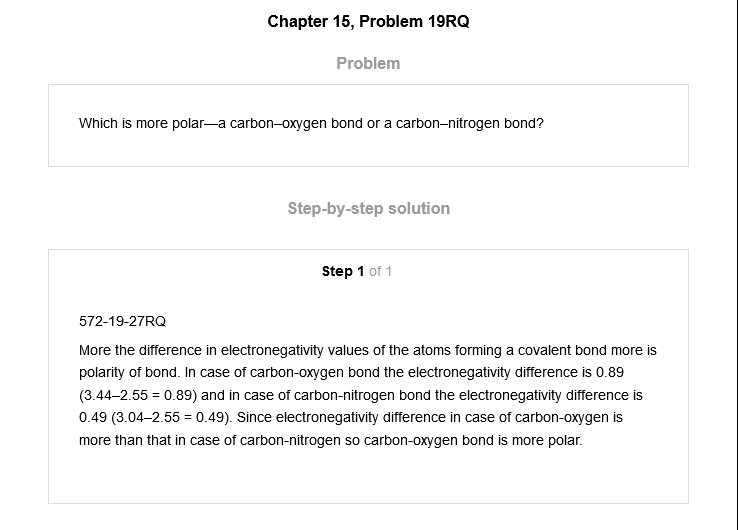 Chapter 15, Problem 19RQ
Problem
Which is more polar—a carbon–oxygen bond or a carbon–nitrogen bond?
Step-by-step solution
Step 1 of 1
572-19-27RQ
More the difference in electronegativity values of the atoms forming a covalent bond more is
polarity of bond. In case of carbon-oxygen bond the electronegativity difference is 0.89
(3.44–2.55 = 0.89) and in case of carbon-nitrogen bond the electronegativity difference is
0.49 (3.04–2.55 = 0.49). Since electronegativity difference in case of carbon-oxygen is
more than that in case of carbon-nitrogen so carbon-oxygen bond is more polar.